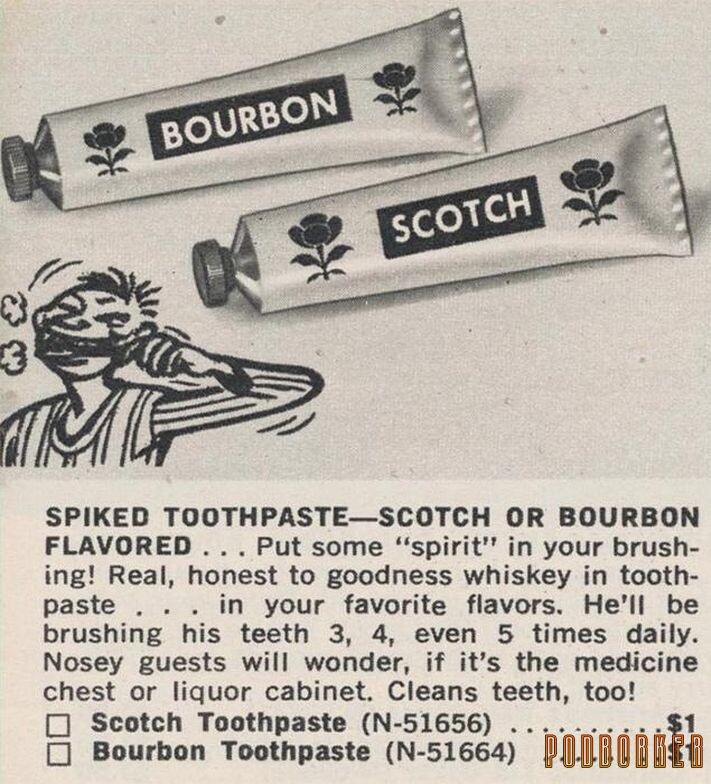 BOURBON
SCOTCH
SPIKED TOOTHPASTE—SCOTCH OR BOURBON
FLAVORED . . . Put some “spirit” in your brush-
ing! Real, honest to goodness whiskey in tooth-
paste . . . in your favorite flavors. He'll be
brushing his teeth 3, 4, even 5 times daily.
Nosey guests will wonder, if it's the medicine
chest or liquor cabinet. Cleans teeth, too!
□ Scotch Toothpaste (N-51656) ..........$1
□ Bourbon Toothpaste (N-51664) ........$1
PODBORKER